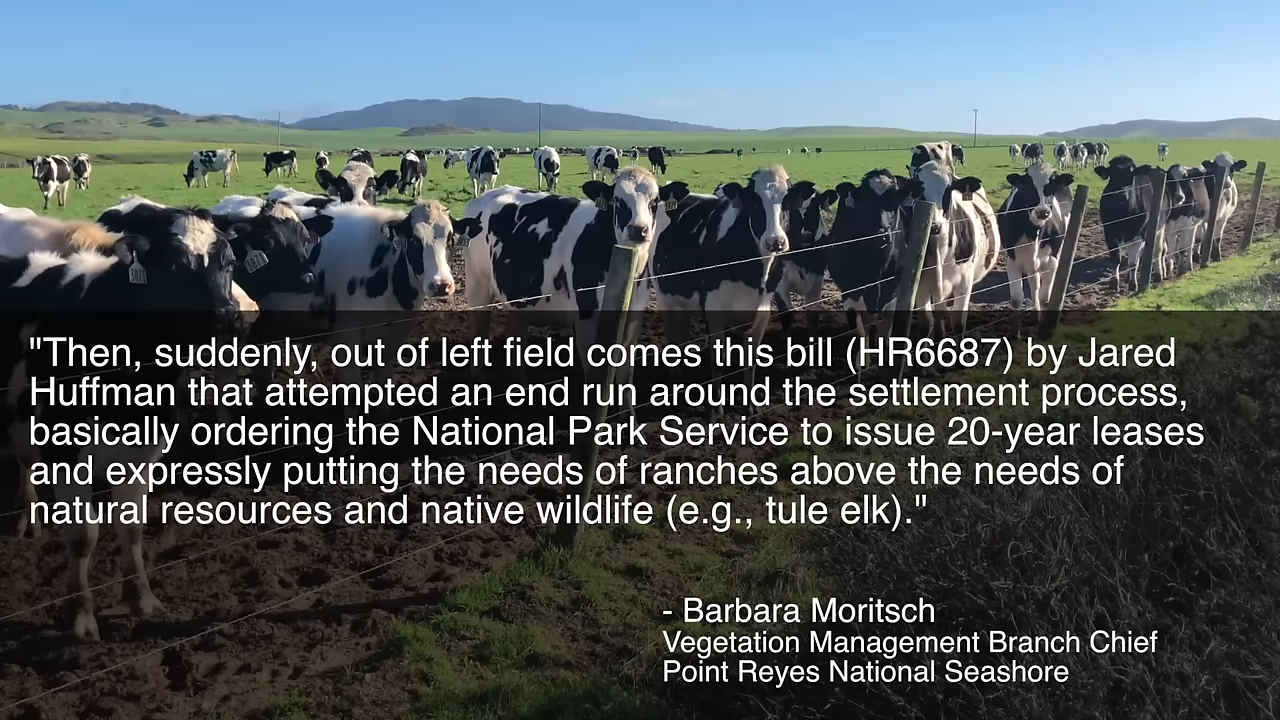 "Then, suddenly, out of left field comes this bill (HR6687) by Jared
Huffman that attempted an end run around the settlement process,
basically ordering the National Park Service to issue 20-year leases
and expressly putting the needs of ranches above the needs of
natural resources and native wildlife (e.g., tule elk)."
- Barbara Moritsch
Vegetation Management Branch Chief
Point Reyes National Seashore